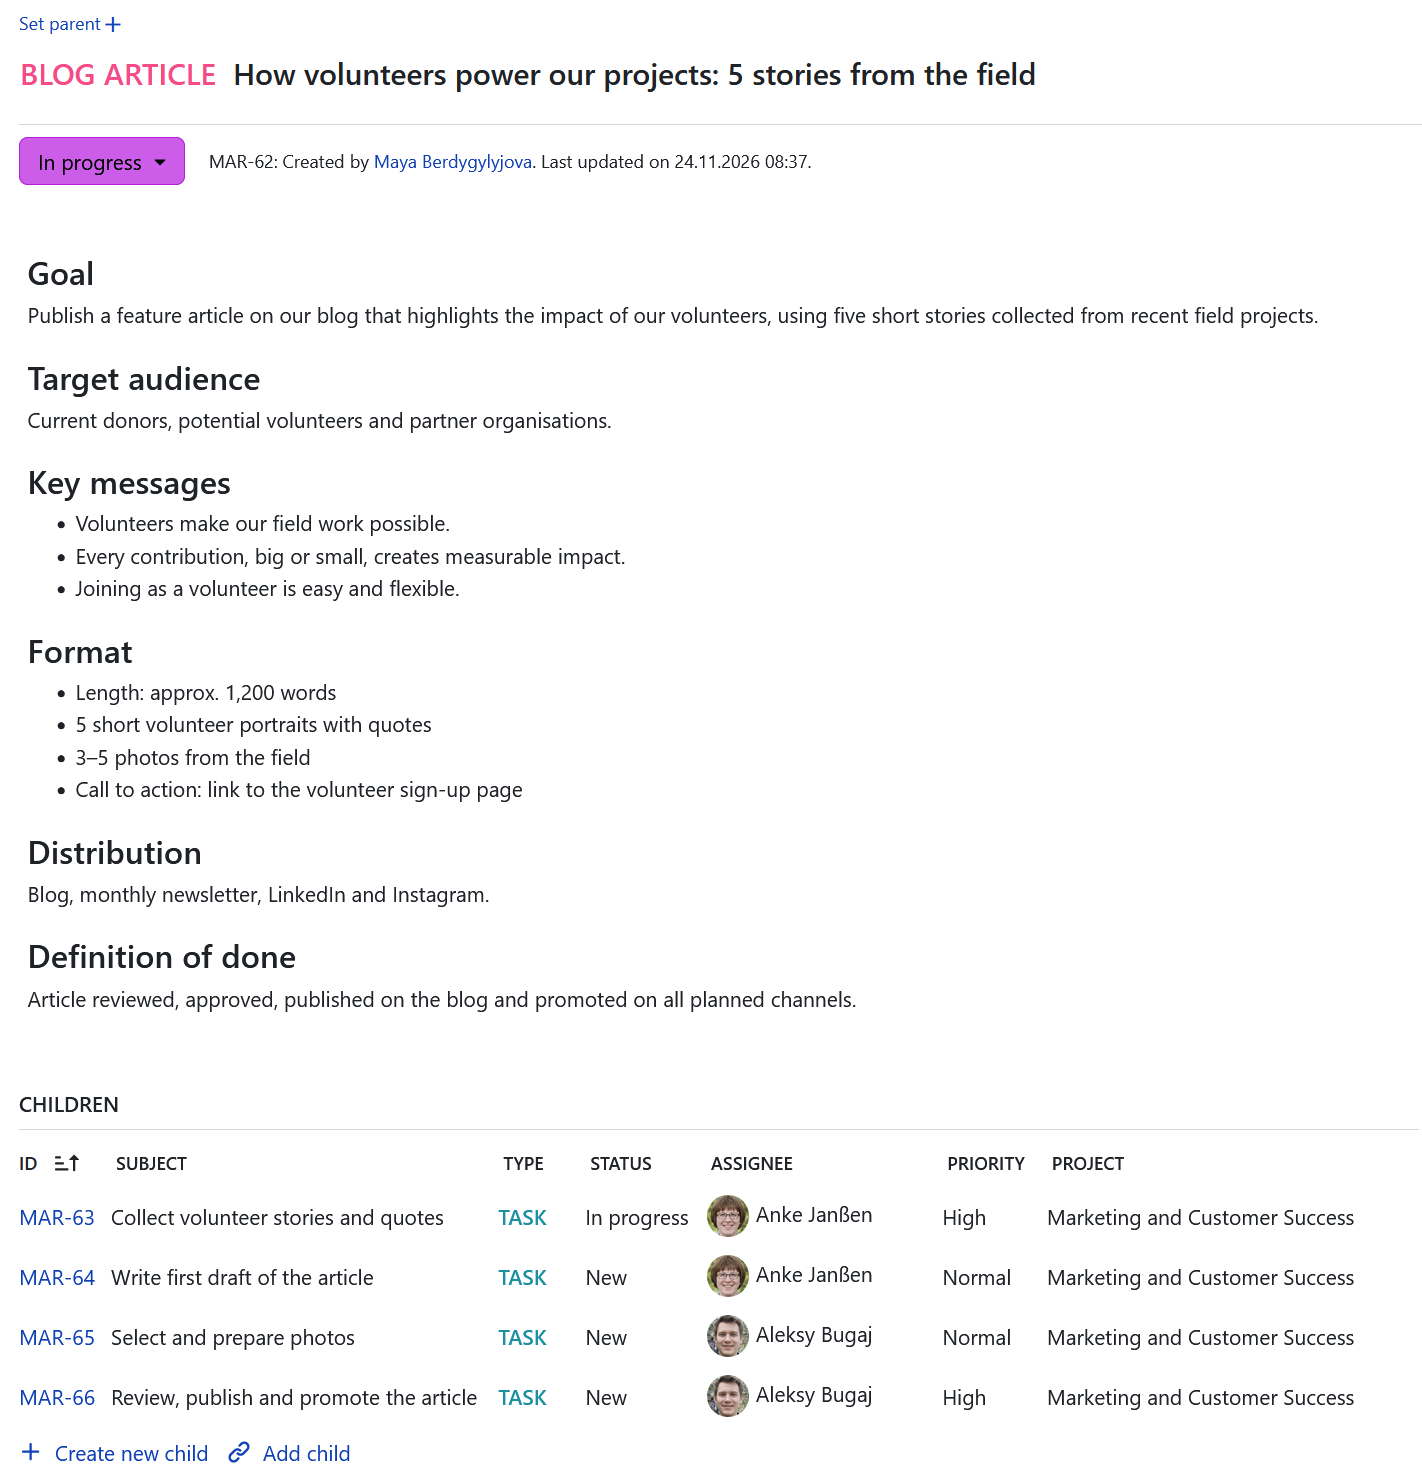 Set parent
BLOG ARTICLE How volunteers power our projects: 5 stories from the field
In progress MAR-62: Created by Maya Berdygylyjova. Last updated on 24.11.2026 08:37.
Goal
Publish a feature article on our blog that highlights the impact of our volunteers, using five short stories collected from recent field projects.
Target audience
Current donors, potential volunteers and partner organisations.
Key messages
• Volunteers make our field work possible.
• Every contribution, big or small, creates measurable impact.
• Joining as a volunteer is easy and flexible.
Format
• Length: approx. 1,200 words
• 5 short volunteer portraits with quotes
• 3–5 photos from the field
• Call to action: link to the volunteer sign-up page
Distribution
Blog, monthly newsletter, LinkedIn and Instagram.
Definition of done
Article reviewed, approved, published on the blog and promoted on all planned channels.
CHILDREN
ID SUBJECT TYPE STATUS ASSIGNEE PRIORITY PROJECT
MAR-63 Collect volunteer stories and quotes TASK In progress Anke Janßen High Marketing and Customer Success
MAR-64 Write first draft of the article TASK New Anke Janßen Normal Marketing and Customer Success
MAR-65 Select and prepare photos TASK New Aleksy Bugaj Normal Marketing and Customer Success
MAR-66 Review, publish and promote the article TASK New Aleksy Bugaj High Marketing and Customer Success
Create new child Add child